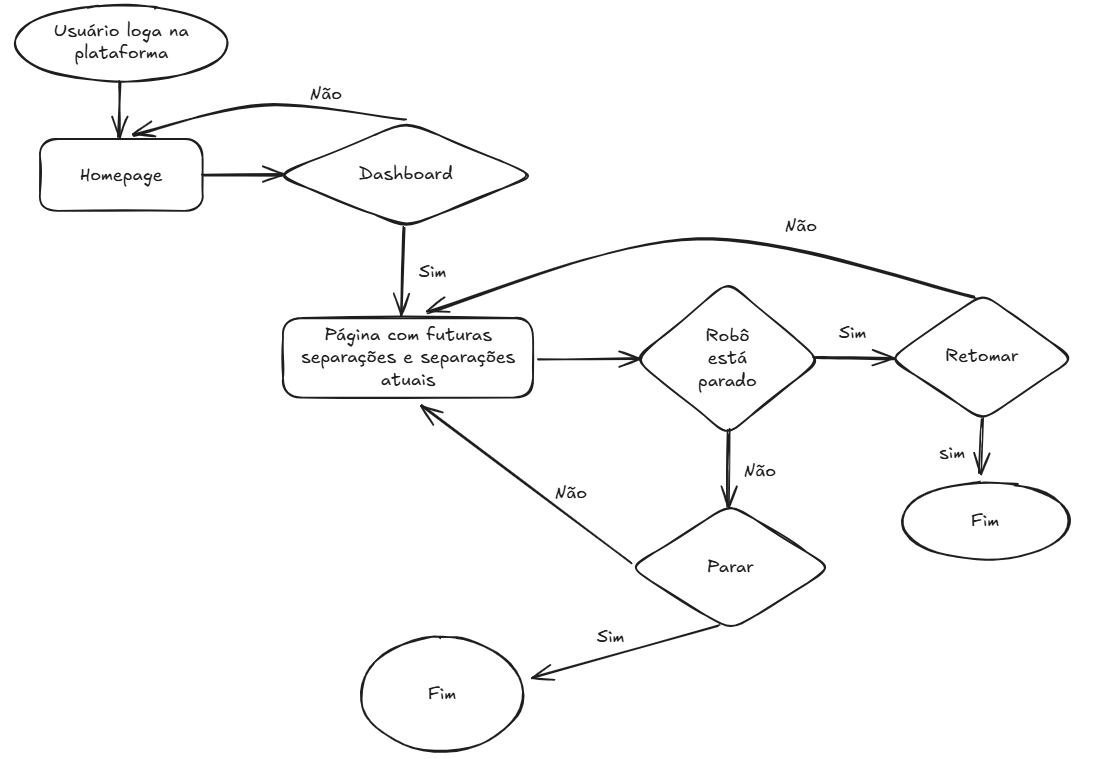 Usuário loga na
plataforma
Não
Homepage
Dashboard
Sim
Não
Página com futuras
separações e separações
atuais
Robô
está
parado
Sim
Retomar
Não
sim
Não
Fim
Parar
Sim
Fim